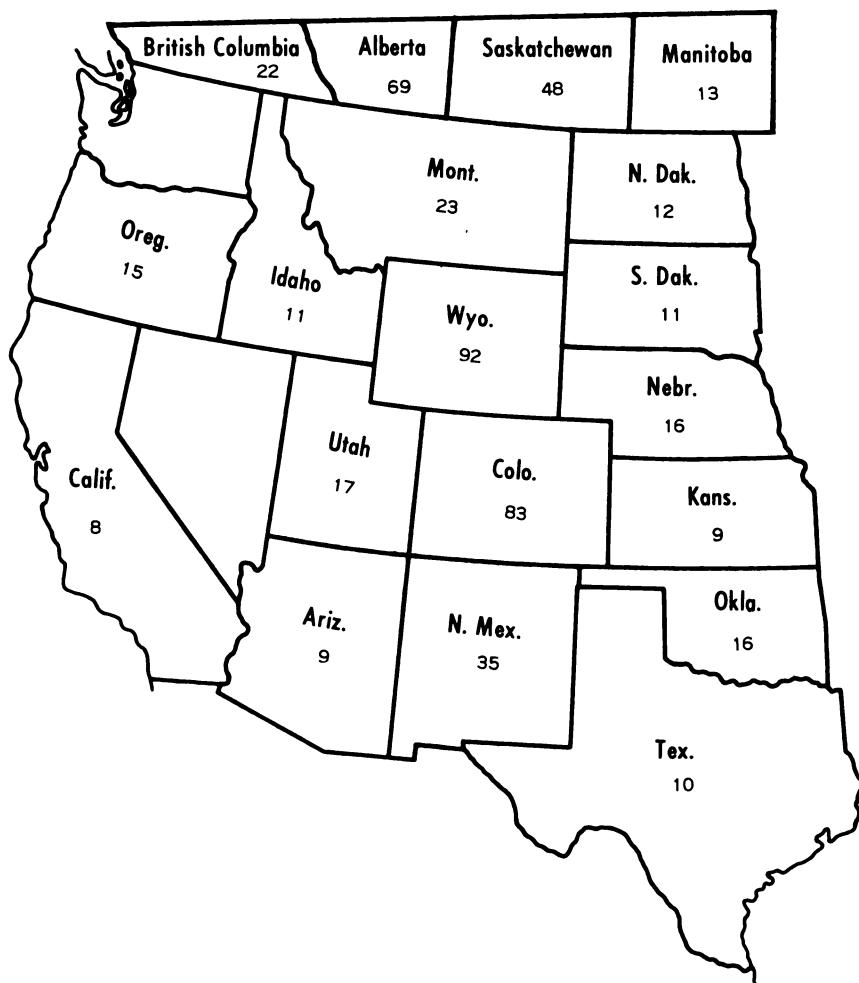 British Columbia
22
Alberta
69
Saskatchewan
48
Manitoba
13
Mont.
23
N. Dak.
12
Oreg.
15
Idaho
11
Wyo.
92
S. Dak.
11
Nebr.
16
Utah
17
Colo.
83
Kans.
9
Calif.
8
Ariz.
9
N. Mex.
35
Okla.
16
Tex.
10